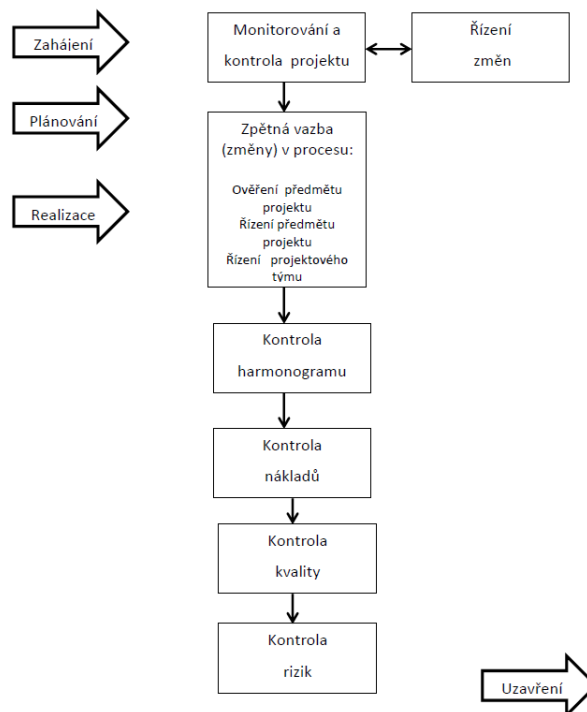 Zahájení
Monitorování a
kontrola projektu
Řízení
změn
Plánování
Zpětná vazba
(změny) v procesu:
Ověření předmětu
projektu
Řízení předmětu
projektu
Řízení projektového
týmu
Realizace
Kontrola
harmonogramu
Kontrola
nákladů
Kontrola
kvality
Kontrola
rizik
Uzavření